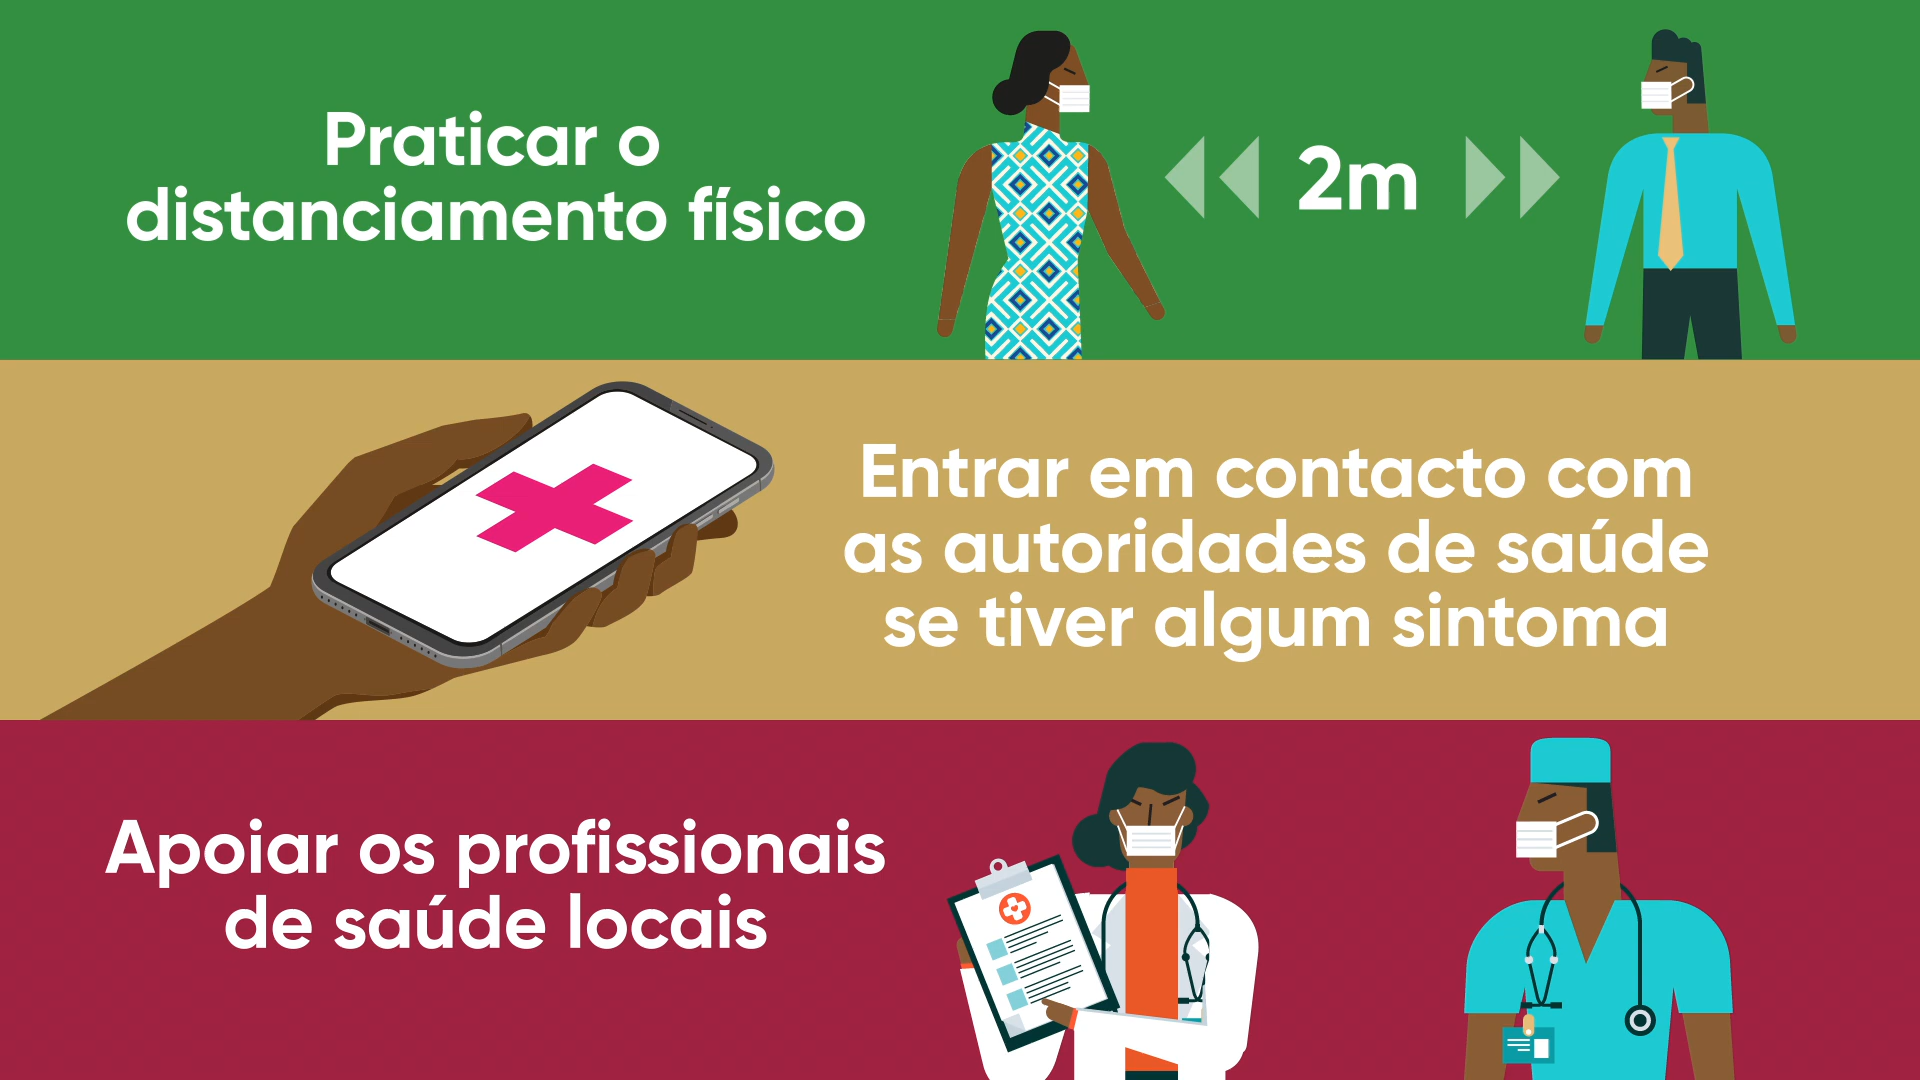 Praticar o
distanciamento físico
2m
Entrar em contacto com
as autoridades de saúde
se tiver algum sintoma
Apoiar os profissionais
de saúde locais